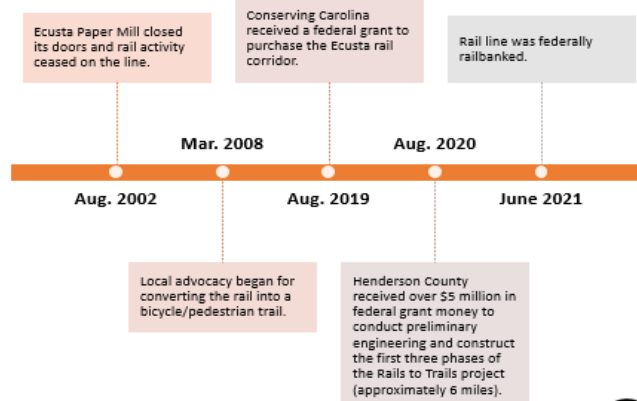 Ecusta Paper Mill closed
its doors and rail activity
ceased on the line.
Conserving Carolina
received a federal grant to
purchase the Ecusta rail
corridor.
Rail line was federally
railbanked.
Mar. 2008
Aug. 2020
Aug. 2002
Aug. 2019
June 2021
Local advocacy began for
converting the rail into a
bicycle/pedestrian trail.
Henderson County
received over $5 million in
federal grant money to
conduct preliminary
engineering and construct
the first three phases of
the Rails to Trails project
(approximately 6 miles).